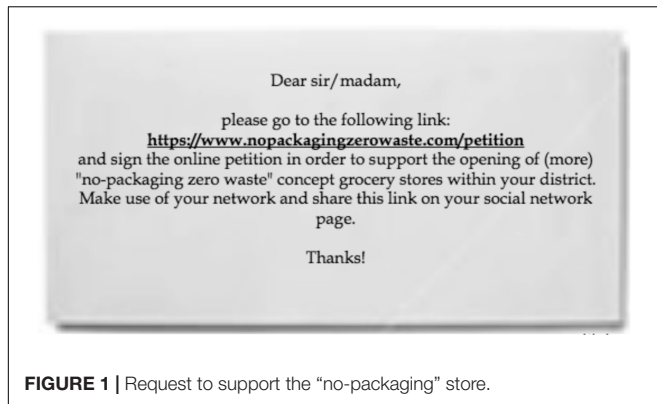 Dear sir/madam,
please go to the following link:
https://www.nopackagingzerowaste.com/petition
and sign the online petition in order to support the opening of (more)
"no-packaging zero waste" concept grocery stores within your district.
Make use of your network and share this link on your social network
page.
Thanks!
FIGURE 1 | Request to support the “no-packaging” store.